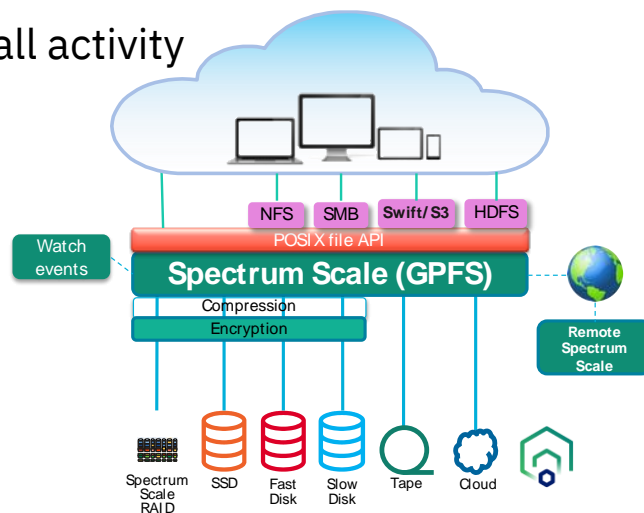 all activity
NFS
SMB
Swift/S3
HDFS
POSIX file API
Watch
events
Spectrum Scale (GPFS)
Compression
Encryption
Remote
Spectrum
Scale
Spectrum
Scale
RAID
SSD
Fast
Disk
Slow
Disk
Tape
Cloud